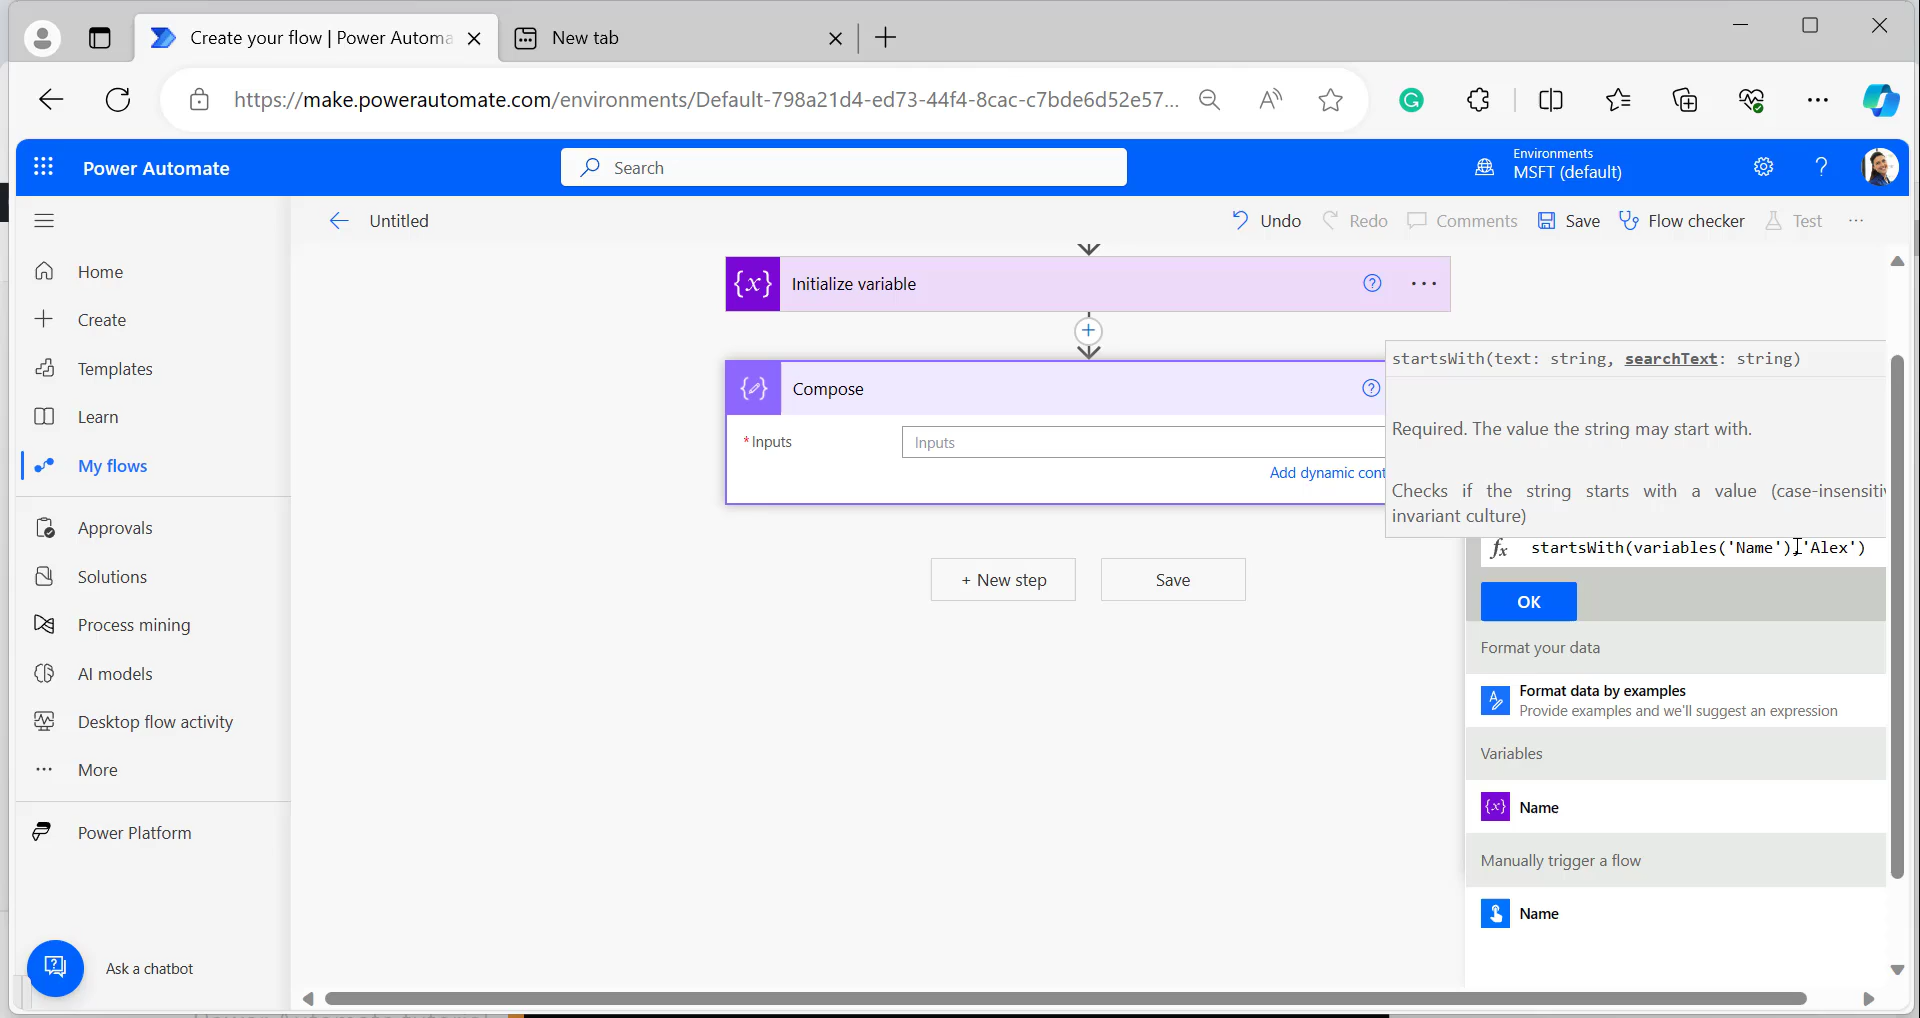 Create your flow | Power Automa
New tab
https://make.powerautomate.com/environments/Default-798a21d4-ed73-44f4-8cac-c7bde6d52e57...
Power Automate
Search
Environments
MSFT (default)
Untitled
Undo
Redo
Comments
Save
Flow checker
Test
Home
Create
Templates
Learn
My flows
Approvals
Solutions
Process mining
AI models
Desktop flow activity
More
Power Platform
Ask a chatbot
{x} Initialize variable
Compose
* Inputs
Inputs
Add dynamic cont
+ New step
Save
startsWith(text: string, searchText: string)
Required. The value the string may start with.
Checks if the string starts with a value (case-insensitiv
invariant culture)
fx startsWith(variables('Name'),'Alex')
OK
Format your data
Format data by examples
Provide examples and we'll suggest an expression
Variables
{x} Name
Manually trigger a flow
Name